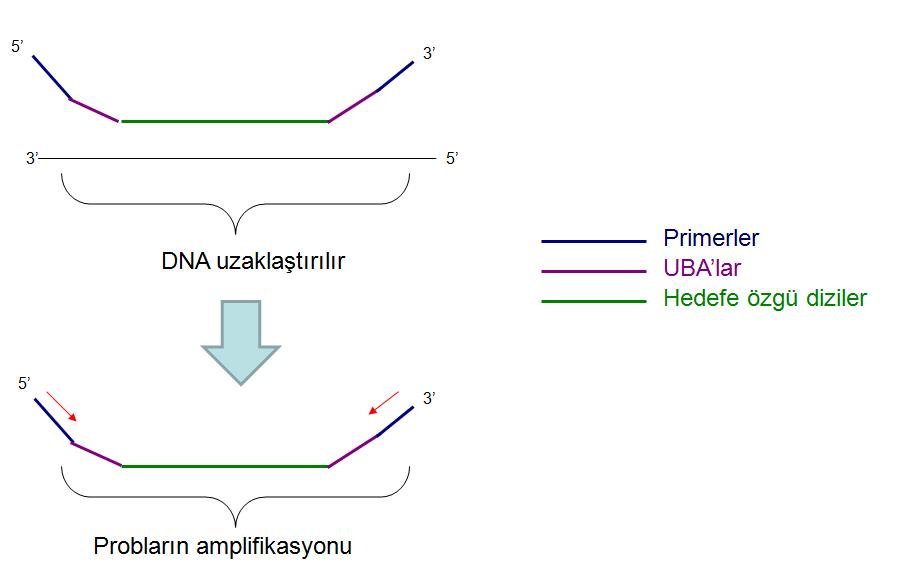 5’
3’
3’
5’
DNA uzaklaştırılır
Primerler
UBA’lar
Hedefe özgü diziler
5’
3’
Probların amplifikasyonu